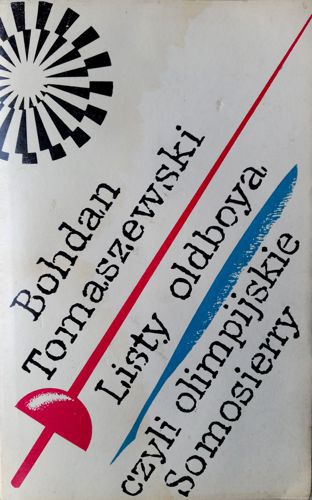 Bohdan
Tomaszewski
Listy oldboya
czyli olimpijskie
Somosierry